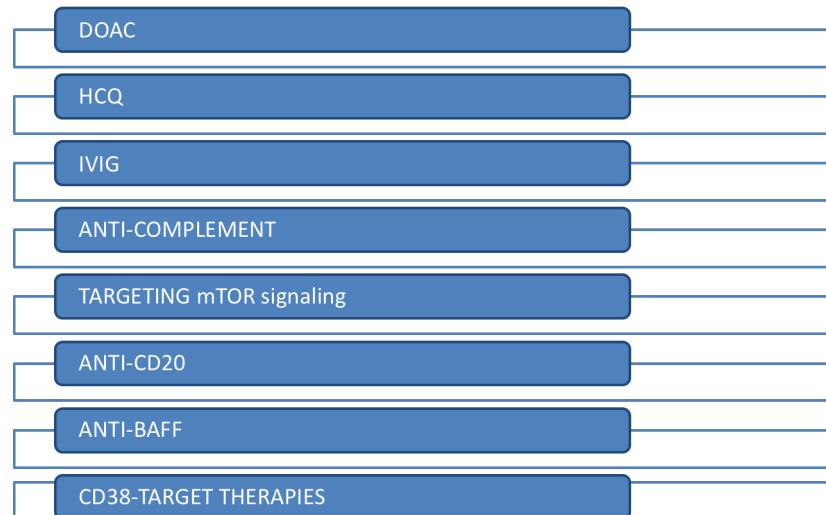 DOAC
HCQ
IVIG
ANTI-COMPLEMENT
TARGETING mTOR signaling
ANTI-CD20
ANTI-BAFF
CD38-TARGET THERAPIES